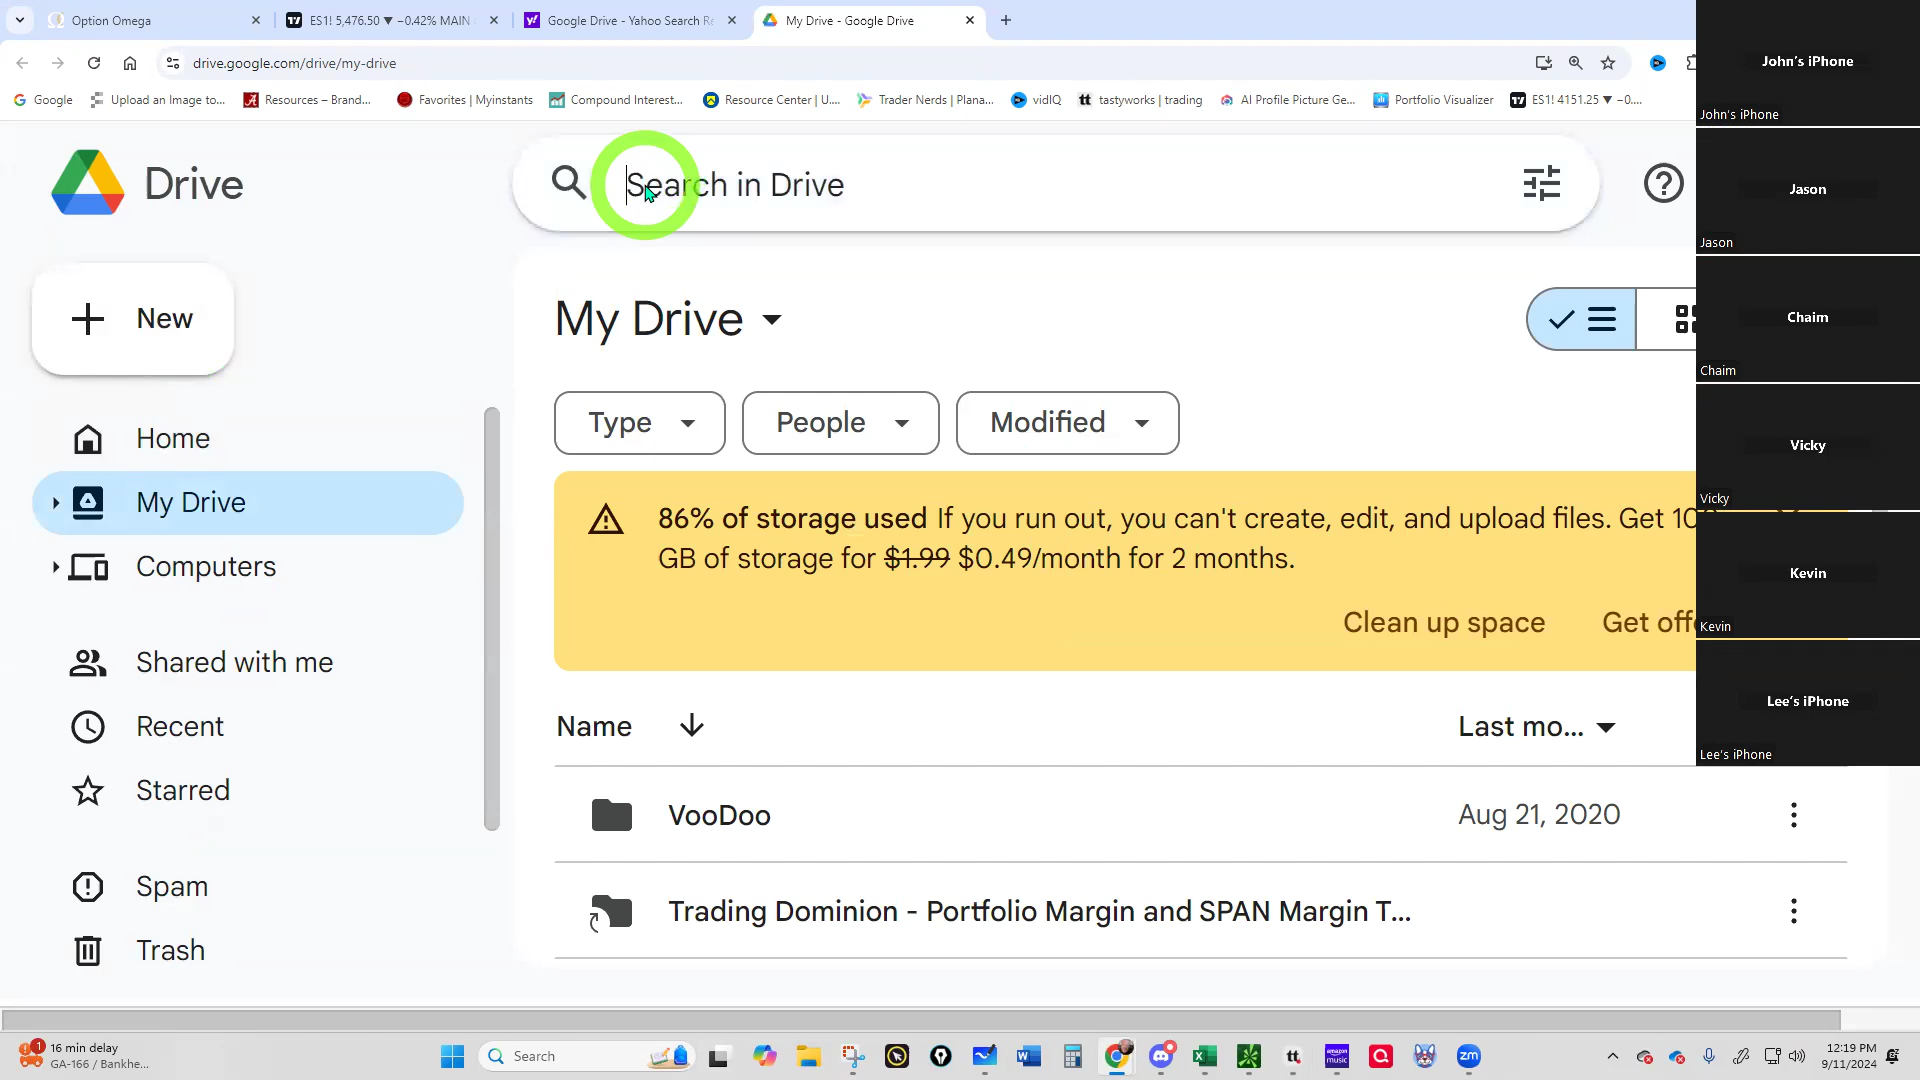 Option Omega
ES1! 5,476.50 ▼ −0.42% MAIN
Google Drive - Yahoo Search Re
My Drive - Google Drive
drive.google.com/drive/my-drive
Google
Upload an Image to...
Resources – Brand...
Favorites | Myinstants
Compound Interest...
Resource Center | U...
Trader Nerds | Plana...
vidIQ
tastyworks | trading
AI Profile Picture Ge...
Portfolio Visualizer
ES1! 4151.25 ▼ −0....
Drive
Search in Drive
New
My Drive
Home
My Drive
Computers
Shared with me
Recent
Starred
Spam
Trash
Type
People
Modified
86% of storage used If you run out, you can't create, edit, and upload files. Get
GB of storage for $1.99 $0.49/month for 2 months.
Clean up space
Get off
Name
Last mo...
VooDoo
Aug 21, 2020
Trading Dominion - Portfolio Margin and SPAN Margin T...
John's iPhone
John's iPhone
Jason
Jason
Chaim
Chaim
Vicky
Vicky
Kevin
Kevin
Lee's iPhone
Lee's iPhone
1
16 min delay
GA-166 / Bankhe...
Search
W
X
tt
amazon music
Q
zm
12:19 PM
9/11/2024